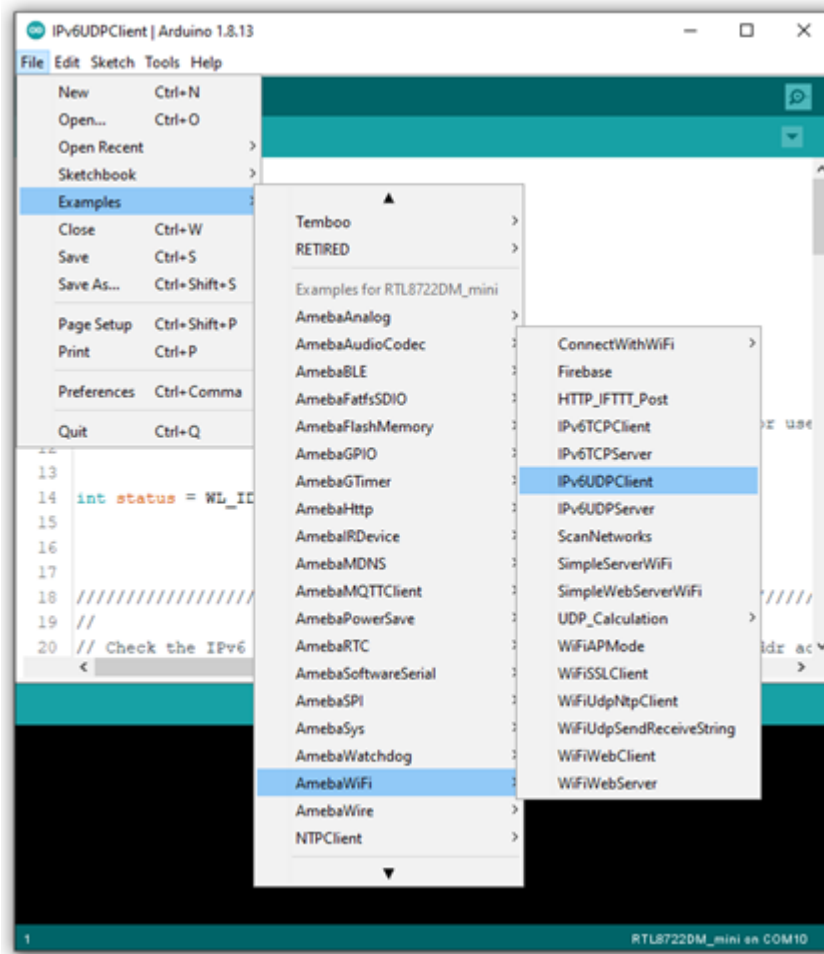 IPv6UDPClient | Arduino 1.8.13
File Edit Sketch Tools Help
New Ctrl+N
Open... Ctrl+O
Open Recent
Sketchbook
Examples
Close Ctrl+W
Save Ctrl+S
Save As... Ctrl+Shift+S
Page Setup Ctrl+Shift+P
Print Ctrl+P
Preferences Ctrl+Comma
Quit Ctrl+Q
Temboo
RETIRED
Examples for RTL8722DM_mini
AmebaAnalog
AmebaAudioCodec
AmebaBLE
AmebaFatfsSDIO
AmebaFlashMemory
AmebaGPIO
AmebaGTimer
AmebaHttp
AmebaIRDevice
AmebaMDNS
AmebaMQTTClient
AmebaPowerSave
AmebaRTC
AmebaSoftwareSerial
AmebaSPI
AmebaSys
AmebaWatchdog
AmebaWiFi
AmebaWire
NTPClient
ConnectWithWiFi
Firebase
HTTP_IFTTT_Post
IPv6TCPClient
IPv6TCPServer
IPv6UDPClient
IPv6UDPServer
ScanNetworks
SimpleServerWiFi
SimpleWebServerWiFi
UDP_Calculation
WiFiAPMode
WiFiSSLClient
WiFiUdpNtpClient
WiFiUdpSendReceiveString
WiFiWebClient
WiFiWebServer
or use
13
14 int status = WL_ID
15
16
17
18 ////////////////// /////
19 //
20 // Check the IPv6 ddr ac
1 RTL8722DM_mini on COM10